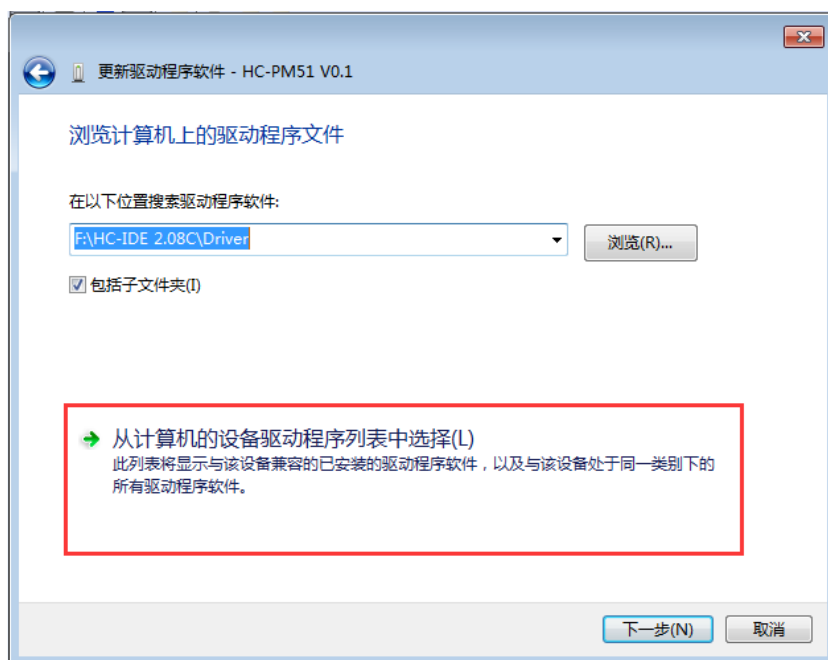 更新驱动程序软件 - HC-PM51 V0.1
浏览计算机上的驱动程序文件
在以下位置搜索驱动程序软件:
F:\HC-IDE 2.08C\Driver
浏览(R)...
包括子文件夹(I)
从计算机的设备驱动程序列表中选择(L)
此列表将显示与该设备兼容的已安装的驱动程序软件，以及与该设备处于同一类别下的
所有驱动程序软件。
下一步(N)
取消